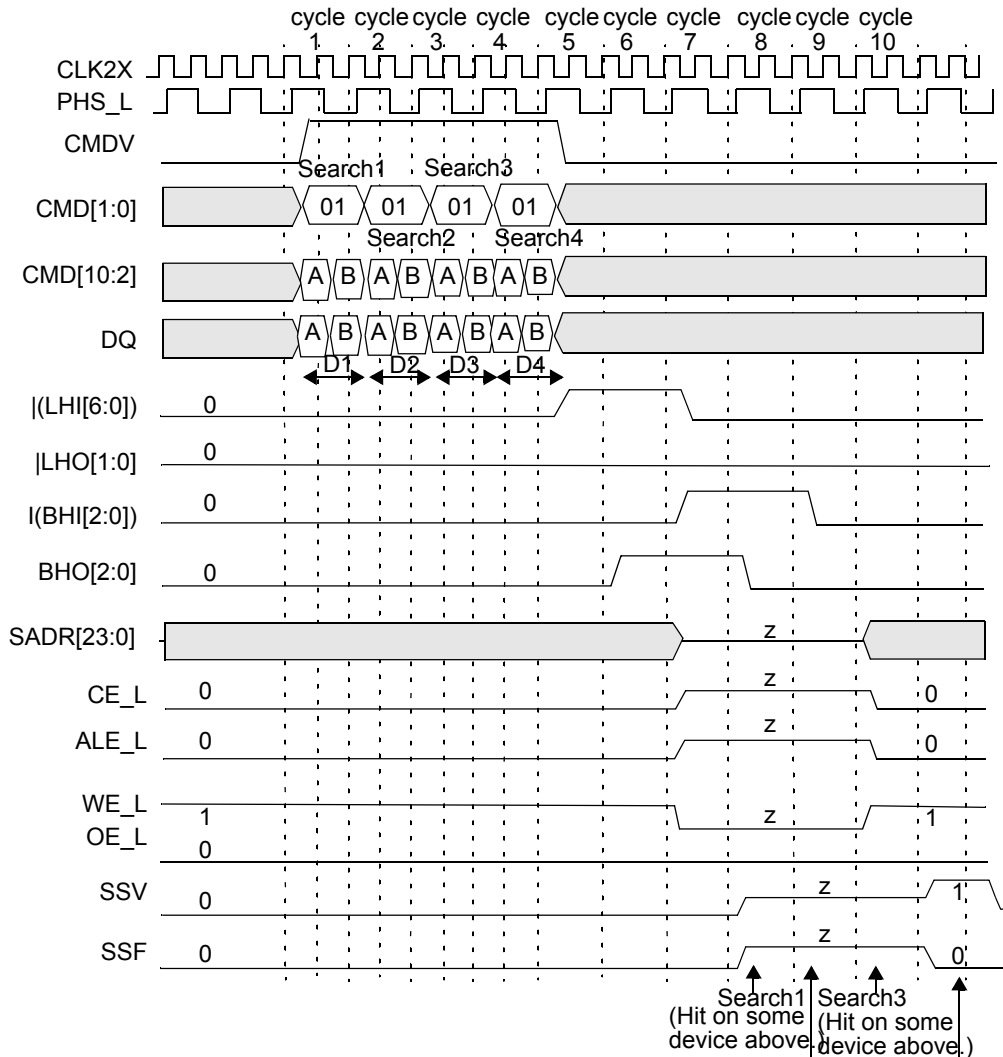 cycle cycle cycle cycle cycle cycle cycle cycle cycle cycle
1 2 3 4 5 6 7 8 9 10
CLK2X
PHS_L
CMDV
Search1 Search3
CMD[1:0] 01 01 01 01
Search2 Search4
CMD[10:2] A B A B A B A B
DQ A B A B A B A B
D1 D2 D3 D4
|(LHI[6:0]) 0
|LHO[1:0] 0
I(BHI[2:0]) 0
BHO[2:0] 0
SADR[23:0] z
CE_L 0 z 0
ALE_L 0 z 0
WE_L 1 z 1
OE_L 0
SSV 0 z 1
SSF 0 z 0
Search1 Search3
(Hit on some (Hit on some
device above.) device above.)